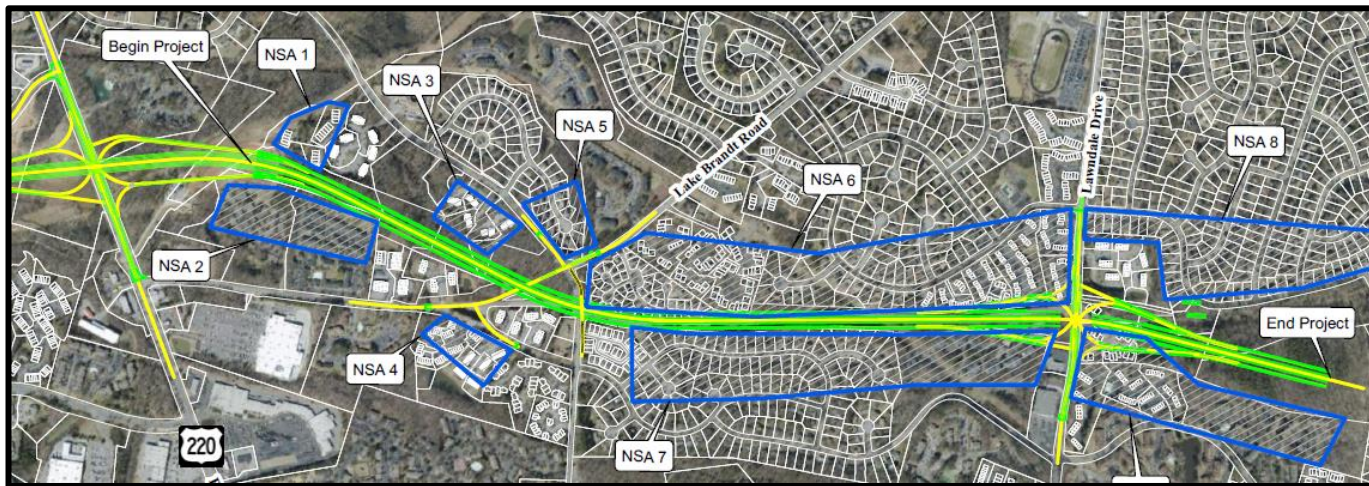 Begin Project
NSA 1
NSA 3
NSA 5
Lake Brandt Road
NSA 6
Lawndale Drive
NSA 8
NSA 2
End Project
NSA 4
220
NSA 7